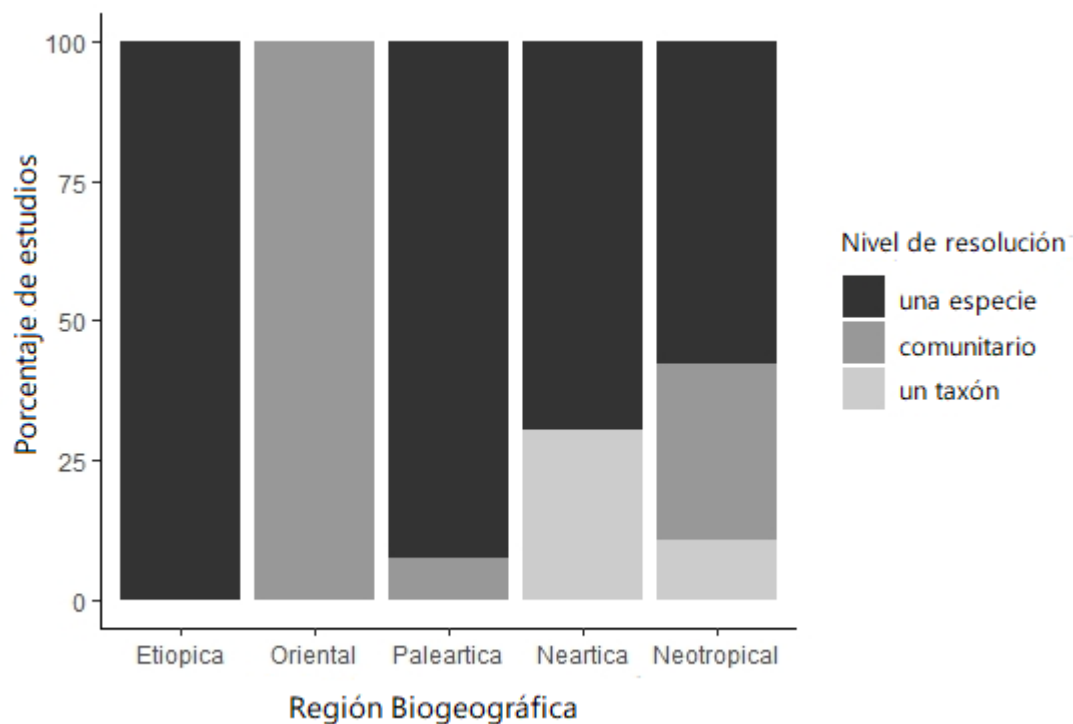 Porcentaje de estudios
100
75
50
25
0
Etiopica
Oriental
Paleartica
Neartica
Neotropical
Región Biogeográfica
Nivel de resolución
una especie
comunitario
un taxón